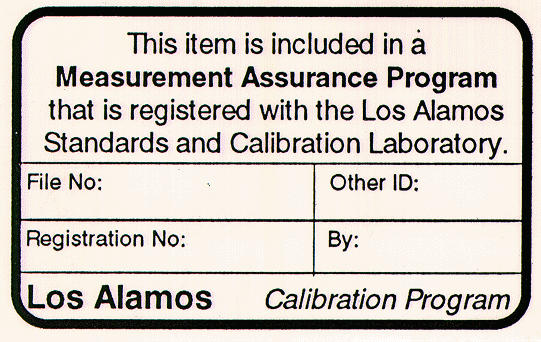 This item is included in a
Measurement Assurance Program
that is registered with the Los Alamos
Standards and Calibration Laboratory.
File No: Other ID:
Registration No: By:
Los Alamos Calibration Program